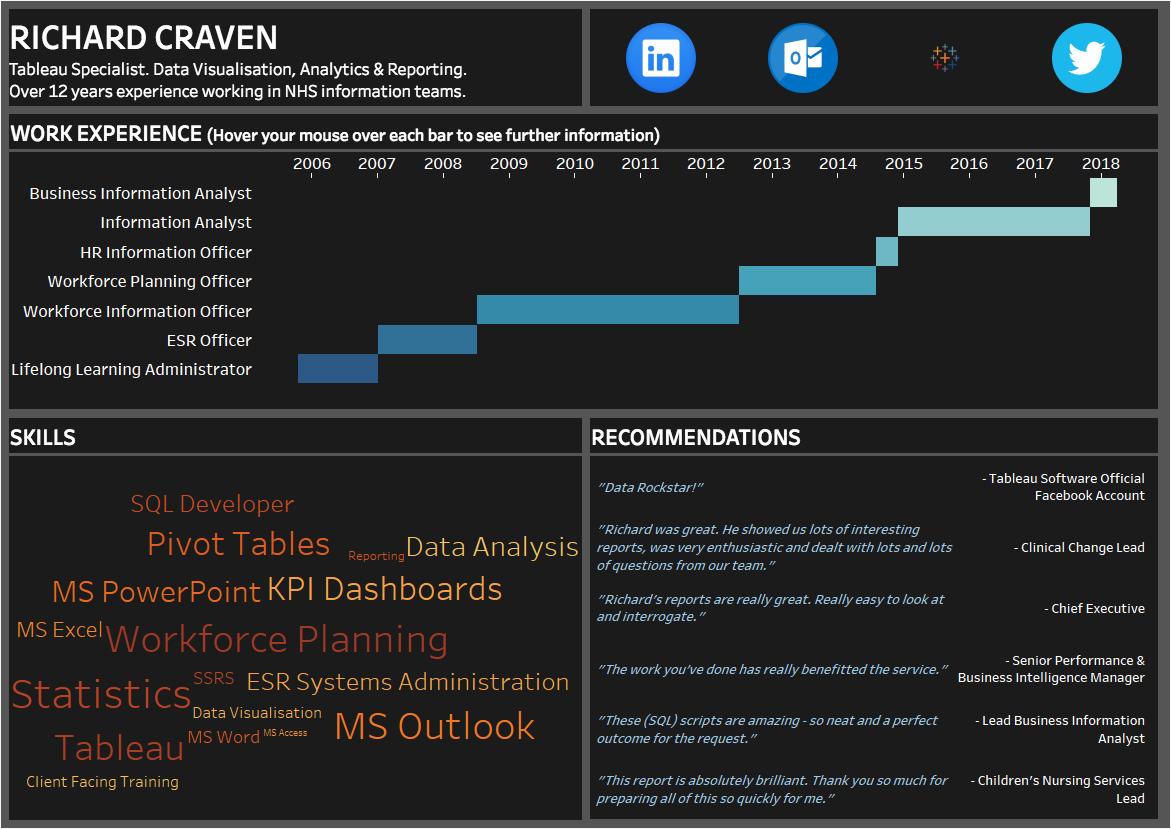 RICHARD CRAVEN
Tableau Specialist. Data Visualisation, Analytics & Reporting.
Over 12 years experience working in NHS information teams.
in
O
WORK EXPERIENCE (Hover your mouse over each bar to see further information)
2006 2007 2008 2009 2010 2011 2012 2013 2014 2015 2016 2017 2018
Business Information Analyst
Information Analyst
HR Information Officer
Workforce Planning Officer
Workforce Information Officer
ESR Officer
Lifelong Learning Administrator
SKILLS
SQL Developer
Pivot Tables
Reporting
Data Analysis
MS PowerPoint
KPI Dashboards
MS Excel
Workforce Planning
Statistics
SSRS
ESR Systems Administration
Data Visualisation
MS Word
MS Access
MS Outlook
Tableau
Client Facing Training
RECOMMENDATIONS
"Data Rockstar!"
- Tableau Software Official
Facebook Account
"Richard was great. He showed us lots of interesting
reports, was very enthusiastic and dealt with lots and lots
of questions from our team."
- Clinical Change Lead
"Richard's reports are really great. Really easy to look at
and interrogate."
- Chief Executive
"The work you've done has really benefitted the service."
- Senior Performance &
Business Intelligence Manager
"These (SQL) scripts are amazing - so neat and a perfect
outcome for the request."
- Lead Business Information
Analyst
"This report is absolutely brilliant. Thank you so much for
preparing all of this so quickly for me."
- Children's Nursing Services
Lead